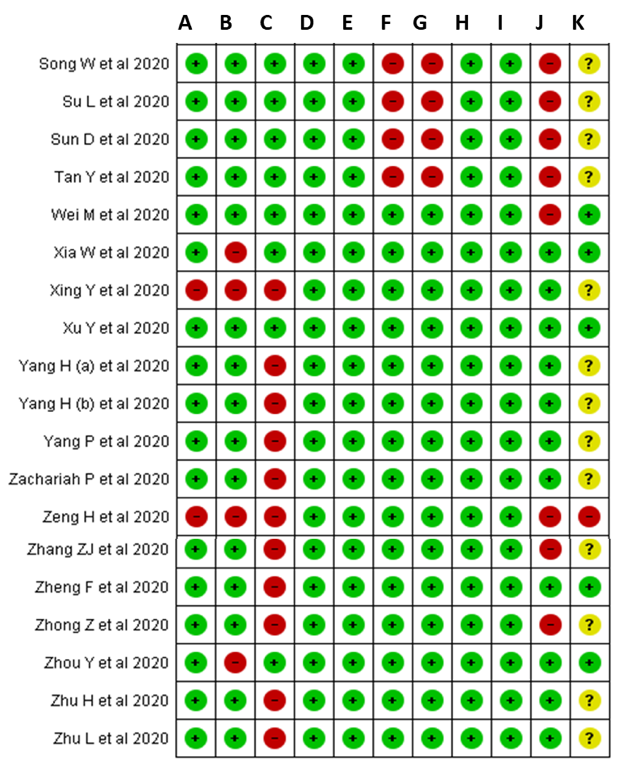 A B C D E F G H I J K
Song W et al 2020 + + + + + - - + + - ?
Su L et al 2020 + + + + + - - + + - ?
Sun D et al 2020 + + + + + - - + + - ?
Tan Y et al 2020 + + + + + - - + + - ?
Wei M et al 2020 + + + + + + + + + - +
Xia W et al 2020 + - + + + + + + + + +
Xing Y et al 2020 - - - + + + + + + + ?
Xu Y et al 2020 + + + + + + + + + + +
Yang H (a) et al 2020 + + - + + + + + + + ?
Yang H (b) et al 2020 + + - + + + + + + + ?
Yang P et al 2020 + + - + + + + + + + ?
Zachariah P et al 2020 + + - + + + + + + + ?
Zeng H et al 2020 - - - + + + + + + - -
Zhang ZJ et al 2020 + + - + + + + + + - ?
Zheng F et al 2020 + + - + + + + + + + +
Zhong Z et al 2020 + + - + + + + + + - ?
Zhou Y et al 2020 + - + + + + + + + + +
Zhu H et al 2020 + + - + + + + + + + ?
Zhu L et al 2020 + + - + + + + + + + ?